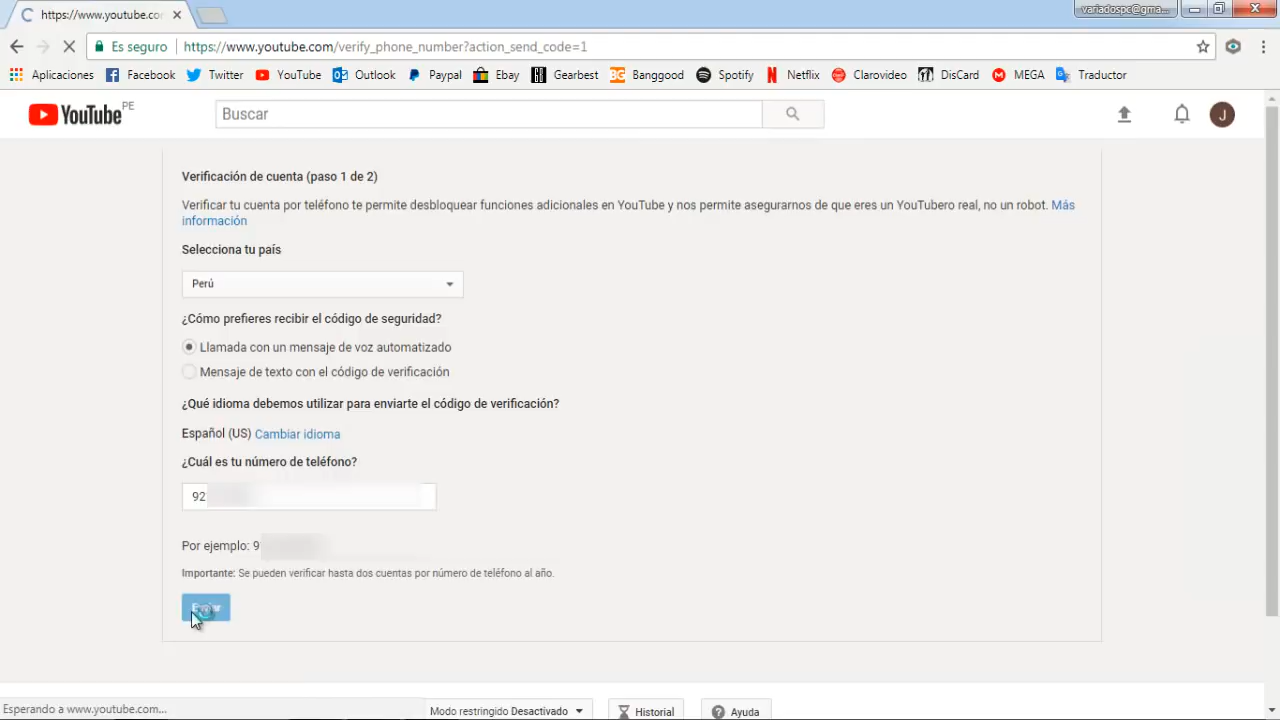 https://www.youtube.co
variadospc@gma...
Es seguro
https://www.youtube.com/verify_phone_number?action_send_code=1
Aplicaciones
Facebook
Twitter
YouTube
Outlook
Paypal
Ebay
Gearbest
Banggood
Spotify
Netflix
Clarovideo
DisCard
MEGA
Traductor
YouTube PE
Buscar
J
Verificación de cuenta (paso 1 de 2)
Verificar tu cuenta por teléfono te permite desbloquear funciones adicionales en YouTube y nos permite asegurarnos de que eres un YouTubero real, no un robot. Más
información
Selecciona tu país
Perú
¿Cómo prefieres recibir el código de seguridad?
Llamada con un mensaje de voz automatizado
Mensaje de texto con el código de verificación
¿Qué idioma debemos utilizar para enviarte el código de verificación?
Español (US) Cambiar idioma
¿Cuál es tu número de teléfono?
92
Por ejemplo: 9
Importante: Se pueden verificar hasta dos cuentas por número de teléfono al año.
Esperando a www.youtube.com...
Modo restringido Desactivado
Historial
Ayuda